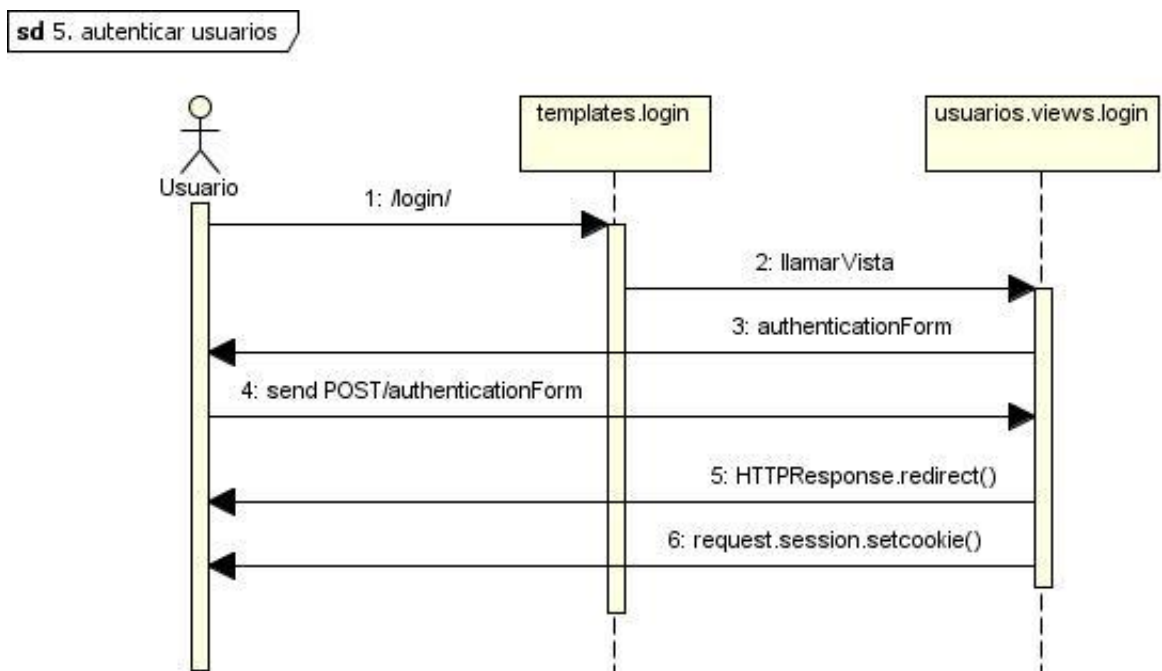 sd 5. autenticar usuarios
templates.login
usuarios.views.login
Usuario
1: /login/
2: llamarVista
3: authenticationForm
4: send POST/authenticationForm
5: HTTPResponse.redirect()
6: request.session.setcookie()